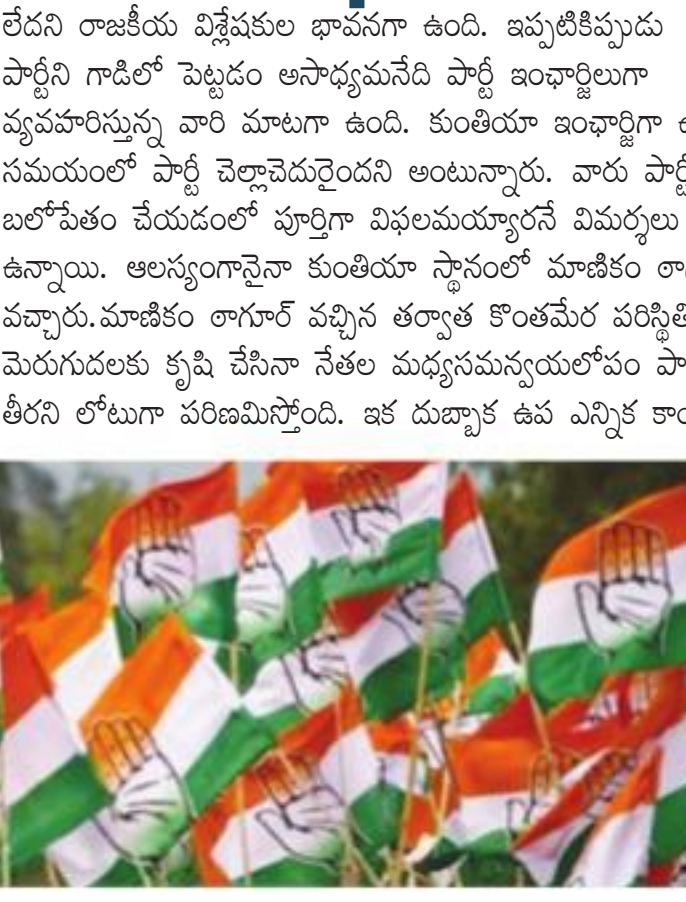 లేదని రాజకీయ విశ్లేషకుల భావనగా ఉంది. ఇప్పటికిప్పుడు
పార్టీని గాడిలో పెట్టడం అసాధ్యమనేది పార్టీ ఇంఛార్జిలుగా
వ్యవహరిస్తున్న వారి మాటగా ఉంది. కుంతియా ఇంఛార్జిగా
సమయంలో పార్టీ చెల్లాచెదురైందని అంటున్నారు. వారు పార్టీ
బలోపేతం చేయడంలో పూర్తిగా విఫలమయ్యారనే విమర్శలు
ఉన్నాయి. ఆలస్యంగానైనా కుంతియా స్థానంలో మాణికం
వచ్చారు.మాణికం ఠాగూర్ వచ్చిన తర్వాత కొంతమేర
మెరుగుదలకు కృషి చేసినా నేతల మధ్యసమన్వయలోపం
తీరని లోటుగా పరిణమిస్తోంది. ఇక దుబ్బాక ఉప ఎన్నిక